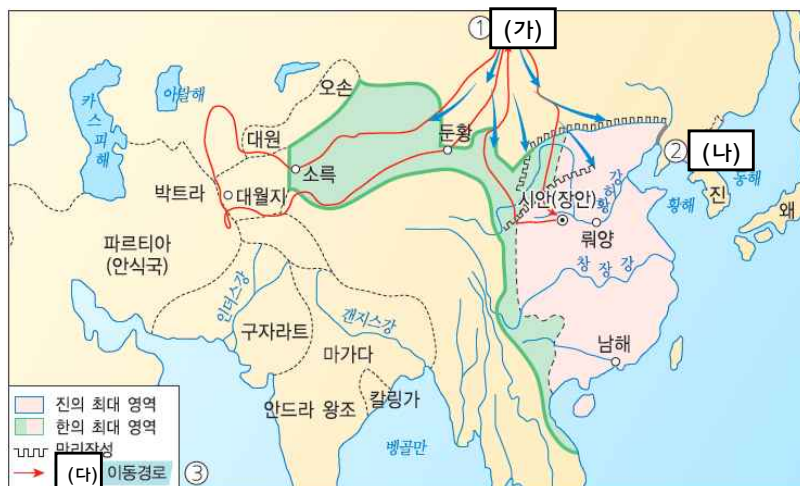 ① (가)
오손
카스피해
아랄해
대원
둔황
② (나)
소륵
박트라
대월지
시안(장안)
황허강
동해
진
황해
왜
뤄양
파르티아
(안식국)
창장강
인더스강
갠지스강
구자라트
마가다
남해
안드라 왕조
칼링가
벵골만
진의 최대 영역
한의 최대 영역
만리장성
(다) 이동경로 ③